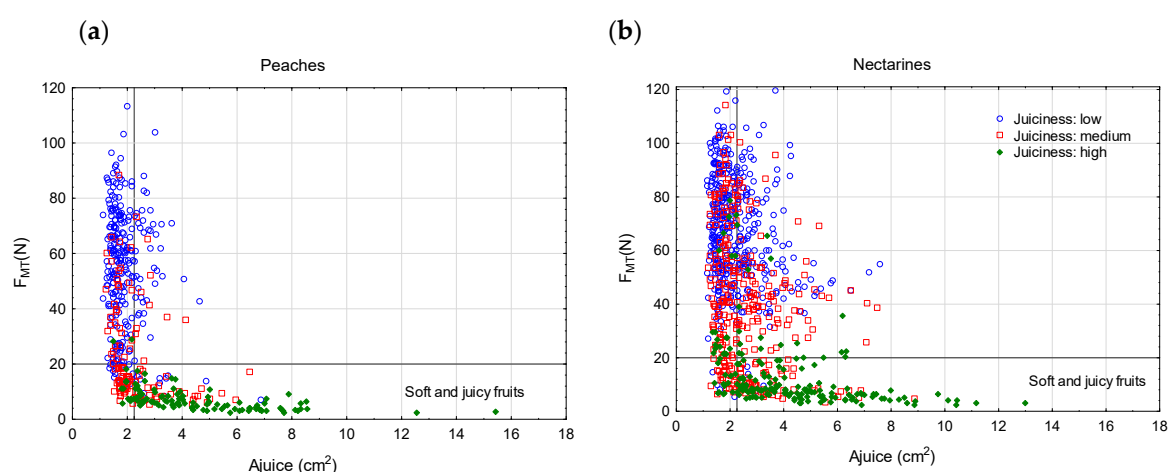 (a)
Peaches
120
100
80
60
40
20
0
F_MT(N)
Soft and juicy fruits
0 2 4 6 8 10 12 14 16 18
Ajuice (cm²)
(b)
Nectarines
120
100
80
60
40
20
0
F_MT(N)
Juiciness: low
Juiciness: medium
Juiciness: high
Soft and juicy fruits
0 2 4 6 8 10 12 14 16 18
Ajuice (cm²)